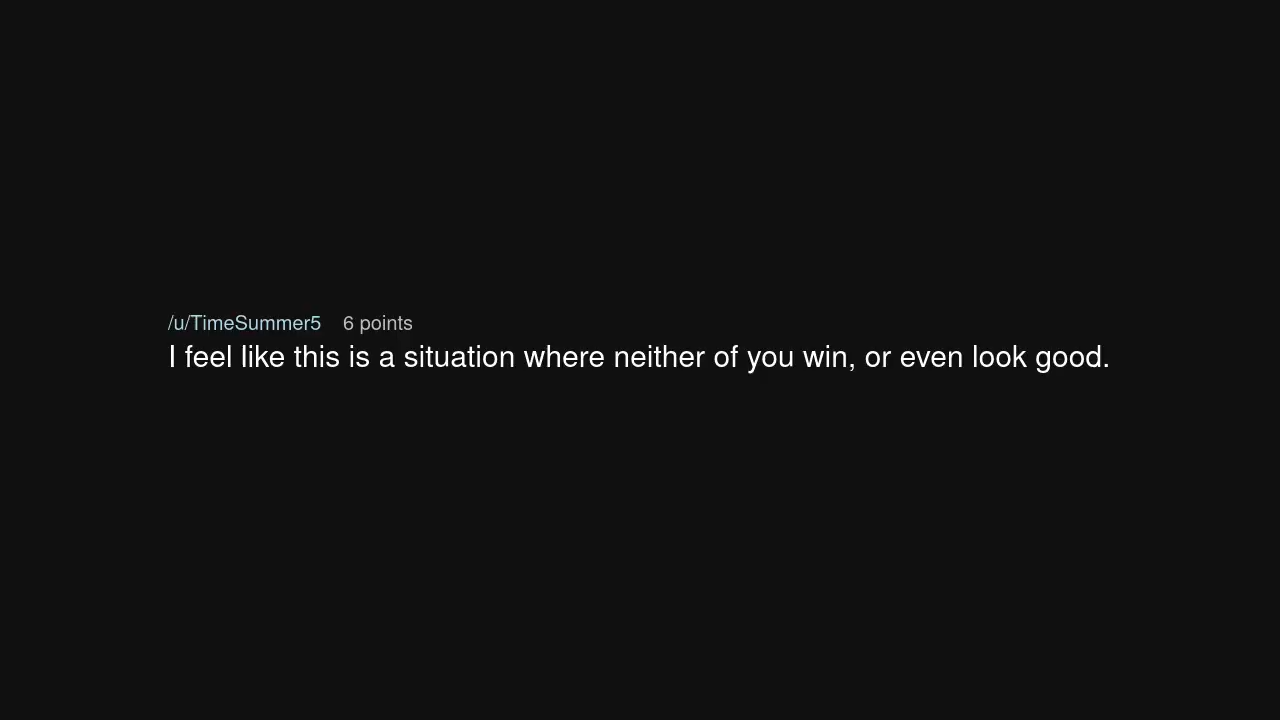 /u/TimeSummer5 6 points
I feel like this is a situation where neither of you win, or even look good.